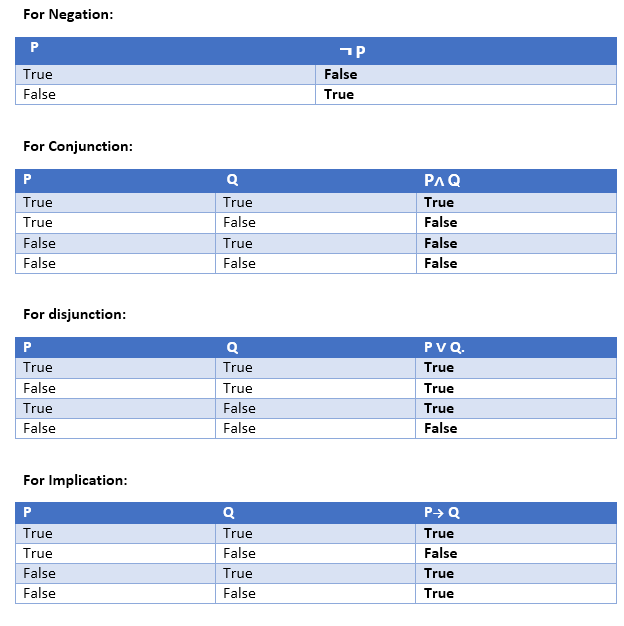 For Negation:
P ¬ P
True False
False True
For Conjunction:
P Q P∧ Q
True True True
True False False
False True False
False False False
For disjunction:
P Q P ∨ Q.
True True True
False True True
True False True
False False False
For Implication:
P Q P→ Q
True True True
True False False
False True True
False False True